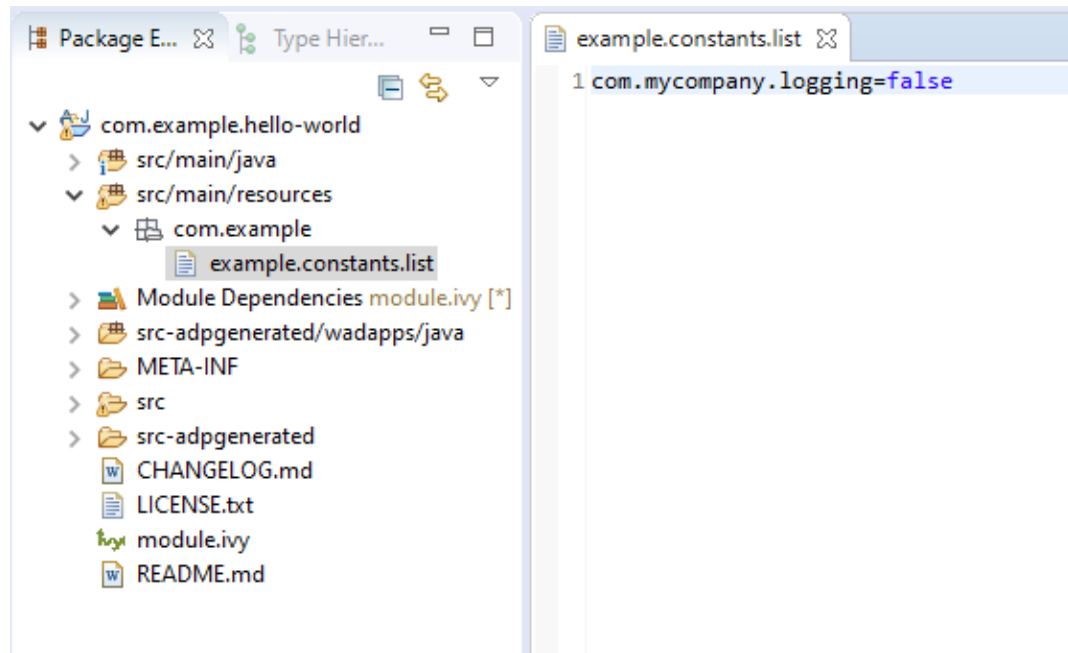 Package E... Type Hier...
com.example.hello-world
src/main/java
src/main/resources
com.example
example.constants.list
Module Dependencies module.ivy [*]
src-adpgenerated/wadapps/java
META-INF
src
src-adpgenerated
CHANGELOG.md
LICENSE.txt
module.ivy
README.md
example.constants.list
1 com.mycompany.logging=false